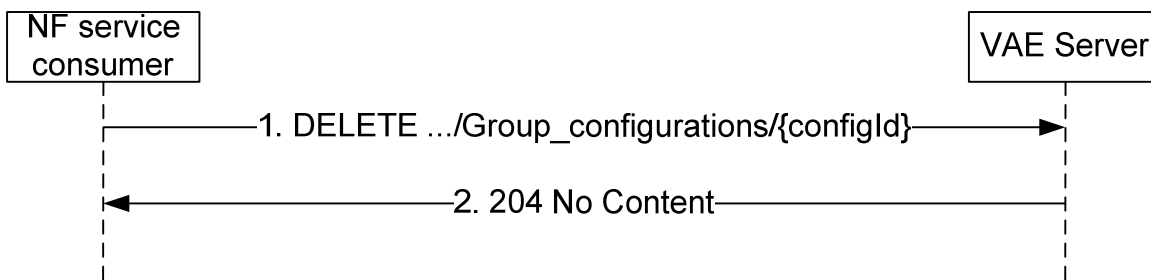 NF service
consumer
VAE Server
1. DELETE .../Group_configurations/{configId}
2. 204 No Content